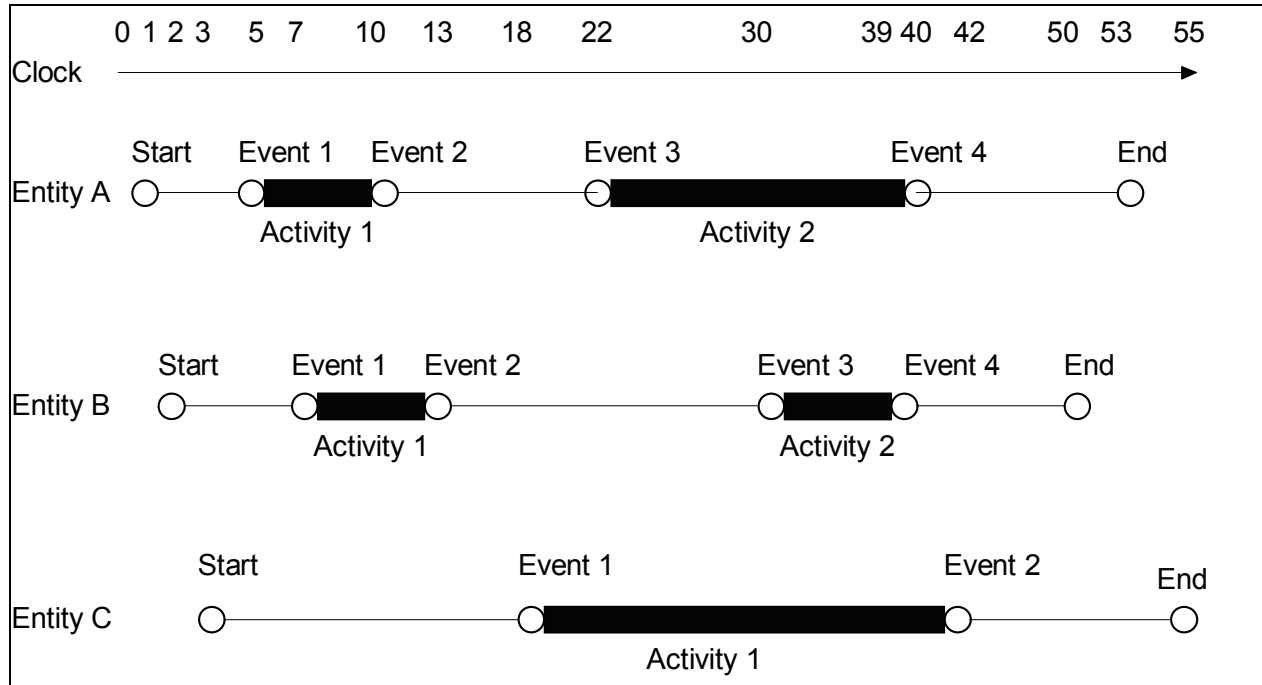 0 1 2 3 5 7 10 13 18 22 30 39 40 42 50 53 55
Clock
Start Event 1 Event 2 Event 3 Event 4 End
Entity A
Activity 1 Activity 2
Start Event 1 Event 2 Event 3 Event 4 End
Entity B
Activity 1 Activity 2
Start Event 1 Event 2 End
Entity C
Activity 1